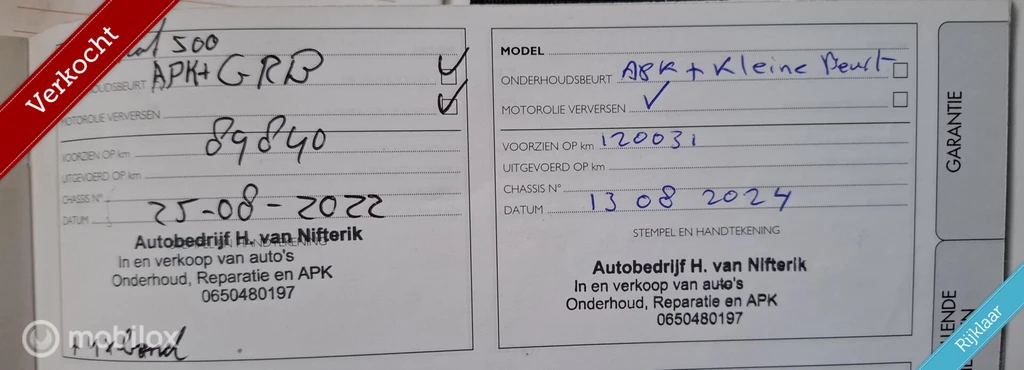 Verkocht
500
ONDERHOUDSBEURT APK + GRB
MOTOROLIE VERVERSEN
89840
VOORZIEN OP km
UITGEVOERD OP km
CHASSIS N°
DATUM 25-08-2022
Autobedrijf H. van Nifterik
In en verkoop van auto's
Onderhoud, Reparatie en APK
0650480197
mobilox
MODEL
ONDERHOUDSBEURT APK + Kleine Beurt
MOTOROLIE VERVERSEN ✓
VOORZIEN OP km 120031
UITGEVOERD OP km
CHASSIS N°
DATUM 13 08 2024
STEMPEL EN HANDTEKENING
Autobedrijf H. van Nifterik
In en verkoop van auto's
Onderhoud, Reparatie en APK
0650480197
GARANTIE
Rijklaar